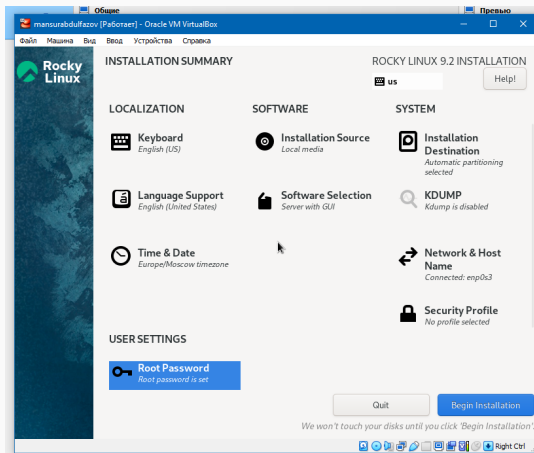 Общие
Превью
mansurabdulfazov [Работает] - Oracle VM VirtualBox
Файл Машина Вид Ввод Устройства Справка
Rocky
Linux
INSTALLATION SUMMARY
ROCKY LINUX 9.2 INSTALLATION
us
Help!
LOCALIZATION
SOFTWARE
SYSTEM
Keyboard
English (US)
Installation Source
Local media
Installation
Destination
Automatic partitioning
selected
Language Support
English (United States)
Software Selection
Server with GUI
KDUMP
Kdump is disabled
Time & Date
Europe/Moscow timezone
Network & Host
Name
Connected: enp0s3
Security Profile
No profile selected
USER SETTINGS
Root Password
Root password is set
Quit
Begin Installation
We won't touch your disks until you click 'Begin Installation'.
Right Ctrl